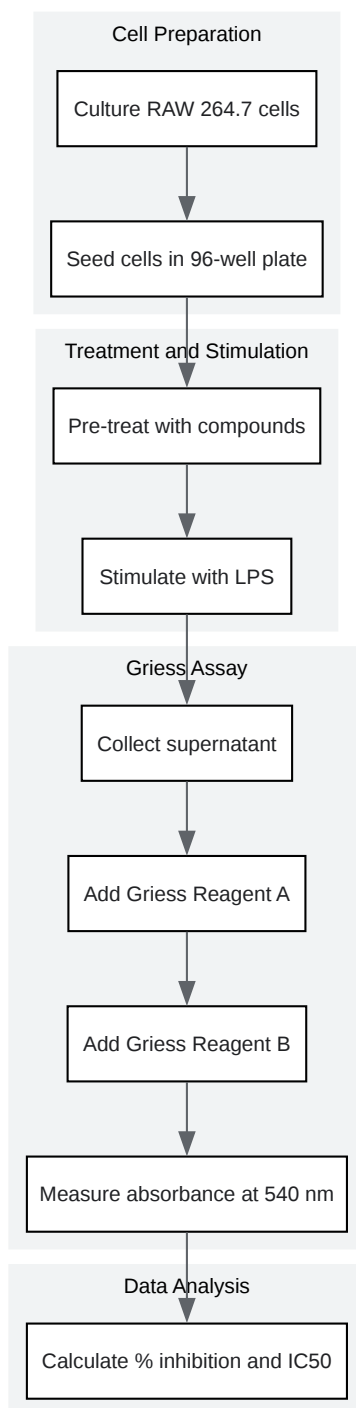 Cell Preparation
Culture RAW 264.7 cells
Seed cells in 96-well plate
Treatment and Stimulation
Pre-treat with compounds
Stimulate with LPS
Griess Assay
Collect supernatant
Add Griess Reagent A
Add Griess Reagent B
Measure absorbance at 540 nm
Data Analysis
Calculate % inhibition and IC50